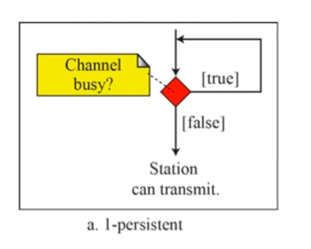 Channel
busy?
[true]
[false]
Station
can transmit.
a. 1-persistent